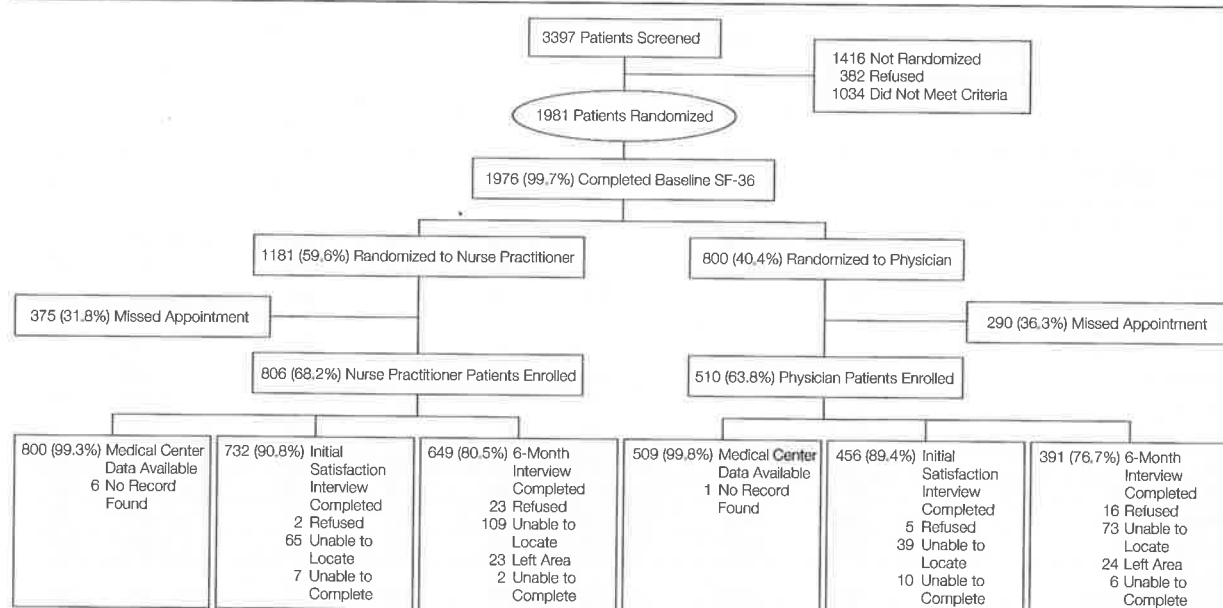 3397 Patients Screened
1416 Not Randomized
382 Refused
1034 Did Not Meet Criteria
1981 Patients Randomized
1976 (99.7%) Completed Baseline SF-36
1181 (59.6%) Randomized to Nurse Practitioner
800 (40.4%) Randomized to Physician
375 (31.8%) Missed Appointment
290 (36.3%) Missed Appointment
806 (68.2%) Nurse Practitioner Patients Enrolled
510 (63.8%) Physician Patients Enrolled
800 (99.3%) Medical Center
Data Available
6 No Record
Found
732 (90.8%) Initial
Satisfaction
Interview
Completed
2 Refused
65 Unable to
Locate
7 Unable to
Complete
649 (80.5%) 6-Month
Interview
Completed
23 Refused
109 Unable to
Locate
23 Left Area
2 Unable to
Complete
509 (99.8%) Medical Center
Data Available
1 No Record
Found
456 (89.4%) Initial
Satisfaction
Interview
Completed
5 Refused
39 Unable to
Locate
10 Unable to
Complete
391 (76.7%) 6-Month
Interview
Completed
16 Refused
73 Unable to
Locate
24 Left Area
6 Unable to
Complete